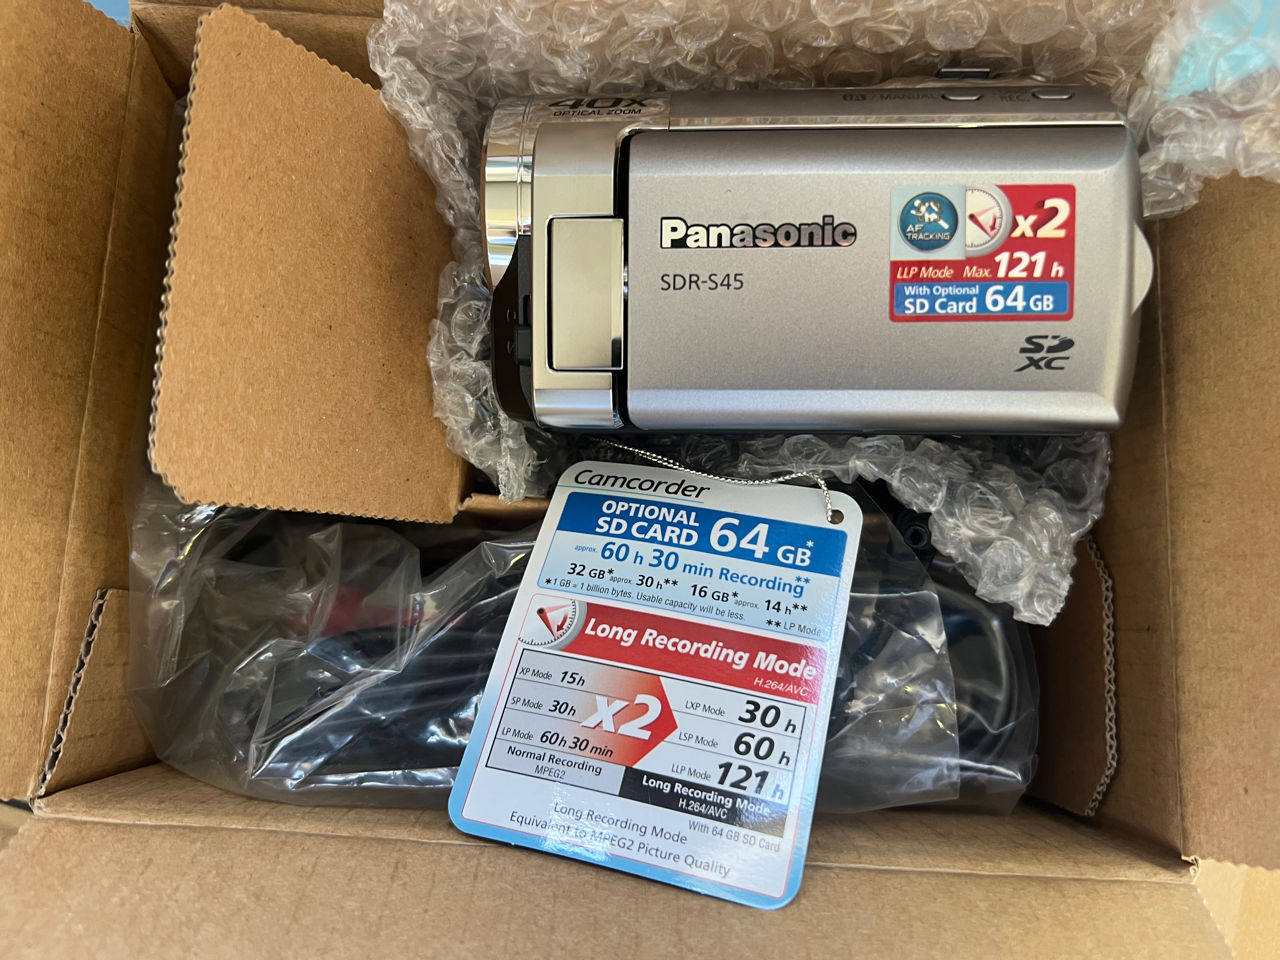 40x
OPTICAL ZOOM
iA / MANUAL
REC.
Panasonic
SDR-S45
AF
TRACKING
x2
LLP Mode Max. 121 h
With Optional
SD Card 64 GB
SD
XC
Camcorder
OPTIONAL
SD CARD 64 GB*
approx. 60 h 30 min Recording**
32 GB* approx. 30 h** 16 GB* approx. 14 h**
*1 GB = 1 billion bytes. Usable capacity will be less.
** LP Mode
Long Recording Mode
H.264/AVC
XP Mode 15h
SP Mode 30h
LP Mode 60h 30 min
Normal Recording
MPEG2
x2
LXP Mode 30 h
LSP Mode 60 h
LLP Mode 121 h
Long Recording Mode
H.264/AVC
With 64 GB SD Card
Long Recording Mode
Equivalent to MPEG2 Picture Quality